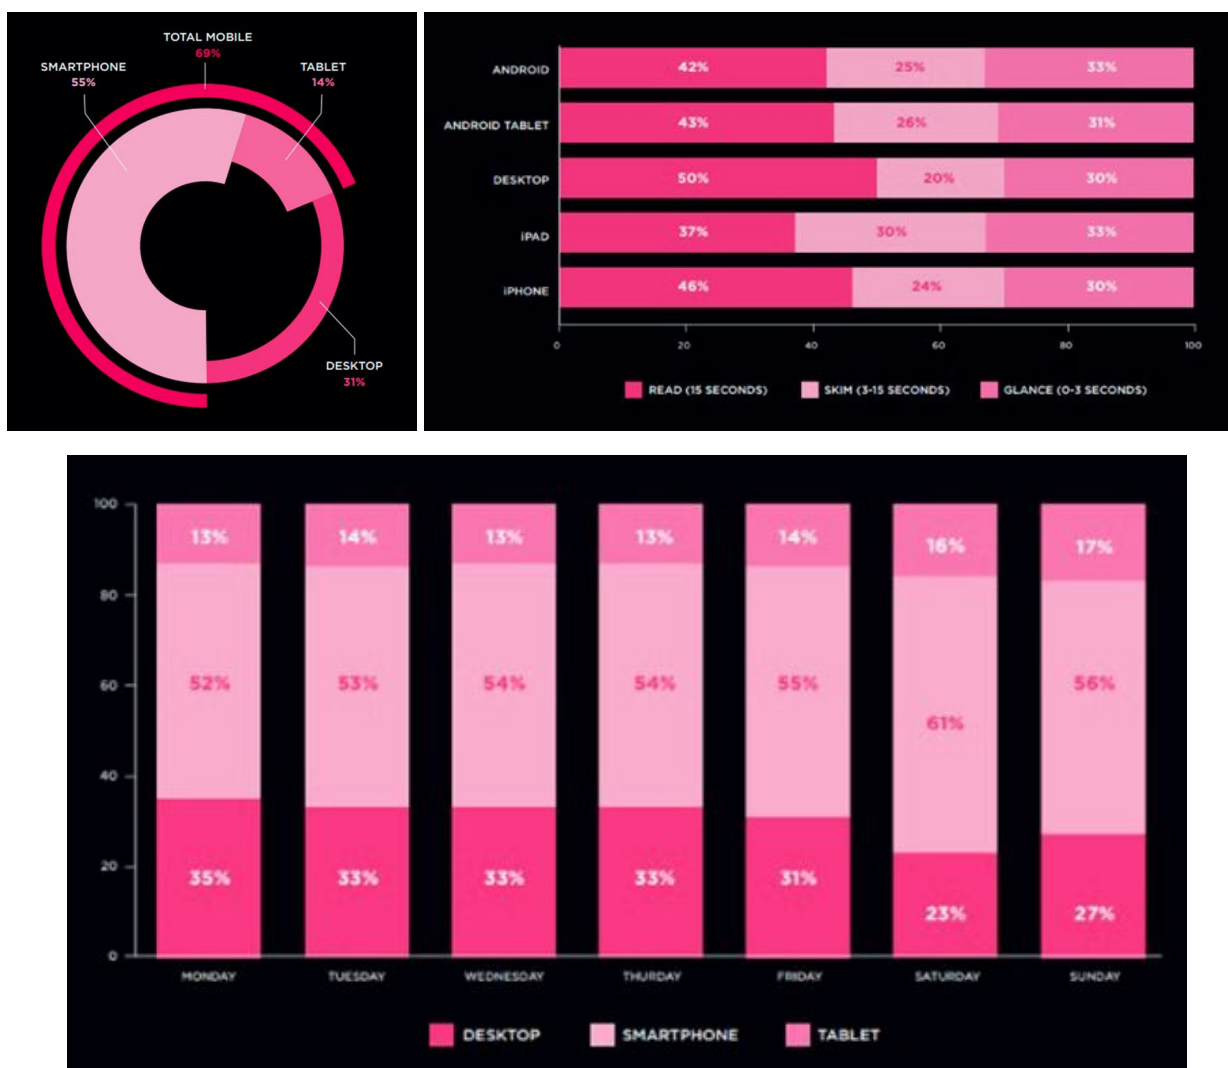 TOTAL MOBILE
69%
SMARTPHONE
55%
TABLET
14%
DESKTOP
31%
ANDROID 42% 25% 33%
ANDROID TABLET 43% 26% 31%
DESKTOP 50% 20% 30%
iPAD 37% 30% 33%
iPHONE 46% 24% 30%
0 20 40 60 80 100
READ (15 SECONDS) SKIM (3-15 SECONDS) GLANCE (0-3 SECONDS)
100
80
60
40
20
0
13% 14% 13% 13% 14% 16% 17%
52% 53% 54% 54% 55% 61% 56%
35% 33% 33% 33% 31% 23% 27%
MONDAY TUESDAY WEDNESDAY THURDAY FRIDAY SATURDAY SUNDAY
DESKTOP SMARTPHONE TABLET